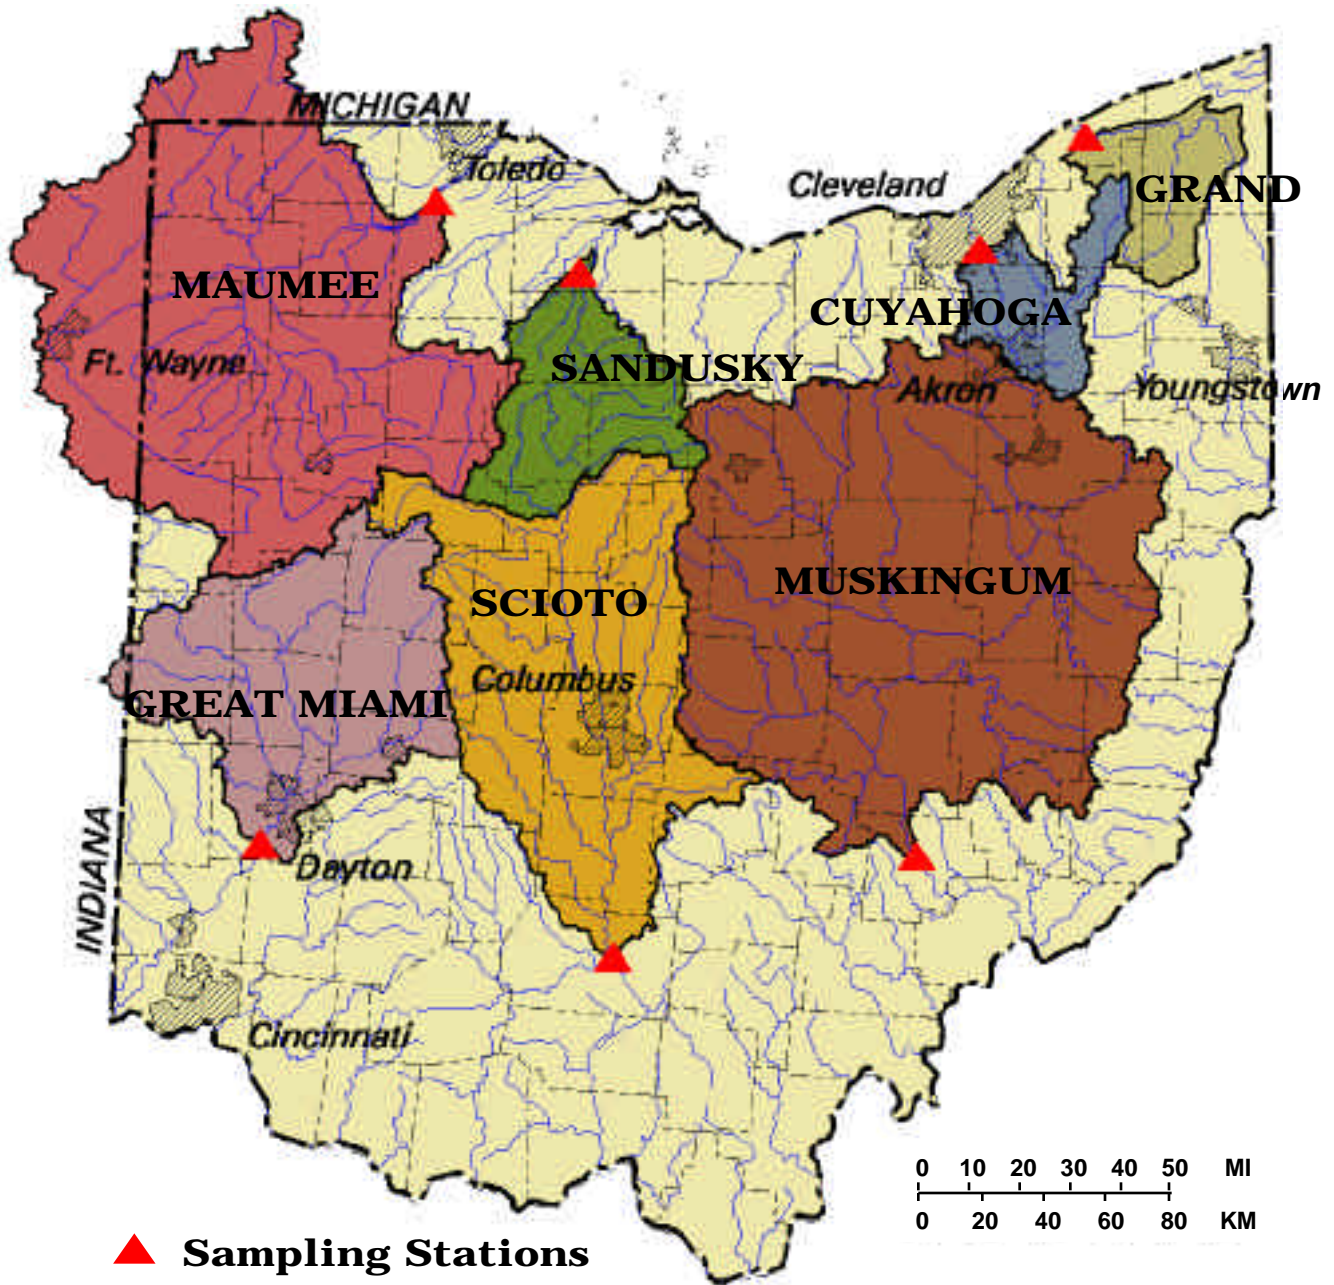 MICHIGAN
Toledo
Cleveland
GRAND
MAUMEE
CUYAHOGA
Ft. Wayne
SANDUSKY
Akron
Youngstown
MUSKINGUM
SCIOTO
Columbus
GREAT MIAMI
INDIANA
Dayton
Cincinnati
0 10 20 30 40 50 MI
0 20 40 60 80 KM
Sampling Stations